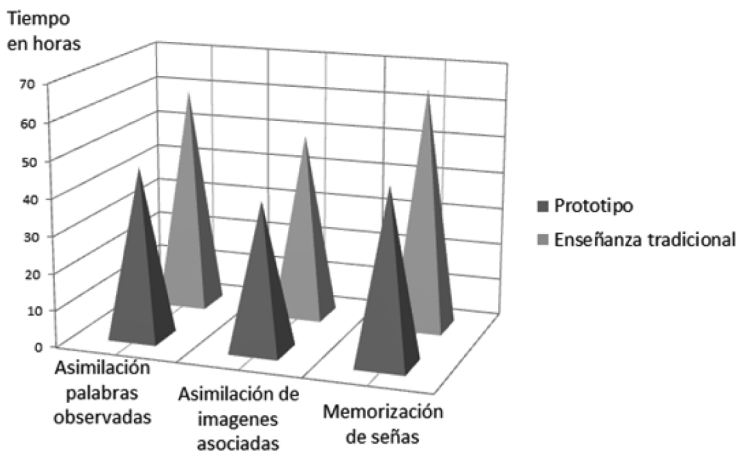 Tiempo
en horas
70
60
50
40
30
20
10
0
Asimilación
palabras
observadas
Asimilación de
imagenes
asociadas
Memorización
de señas
Prototipo
Enseñanza tradicional